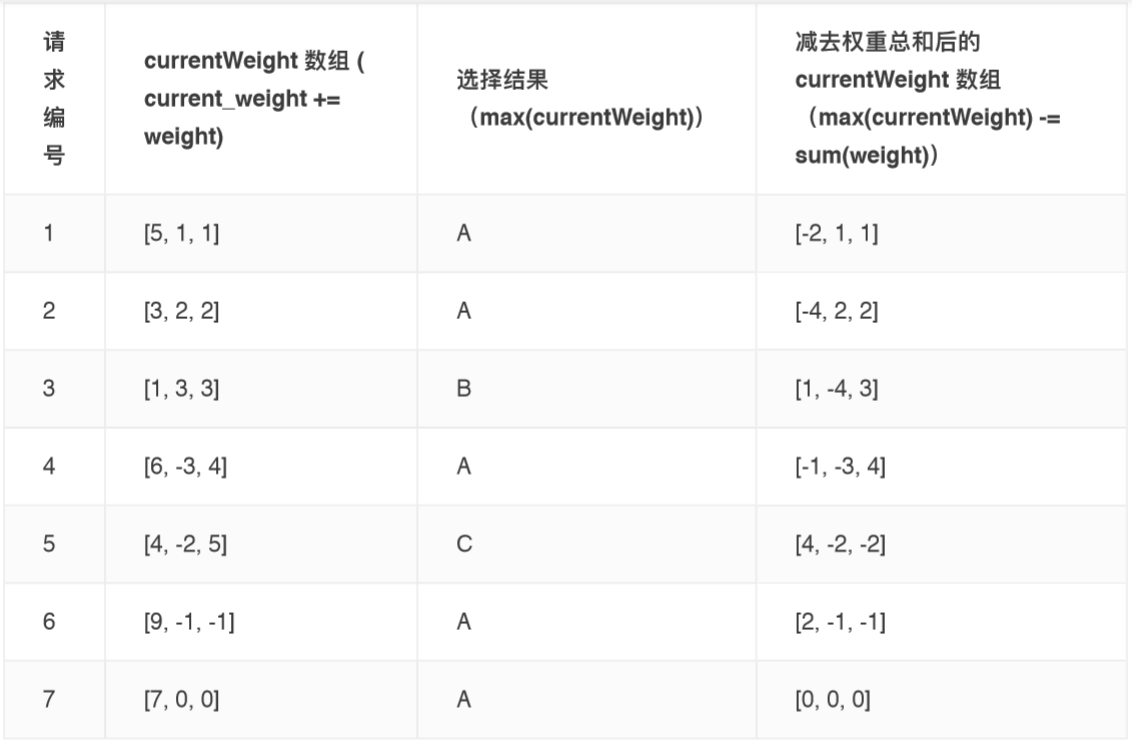 请
求
编
号
currentWeight 数组 (
current_weight +=
weight)
选择结果
（max(currentWeight)）
减去权重总和后的
currentWeight 数组
（max(currentWeight) -=
sum(weight)）
1
[5, 1, 1]
A
[-2, 1, 1]
2
[3, 2, 2]
A
[-4, 2, 2]
3
[1, 3, 3]
B
[1, -4, 3]
4
[6, -3, 4]
A
[-1, -3, 4]
5
[4, -2, 5]
C
[4, -2, -2]
6
[9, -1, -1]
A
[2, -1, -1]
7
[7, 0, 0]
A
[0, 0, 0]